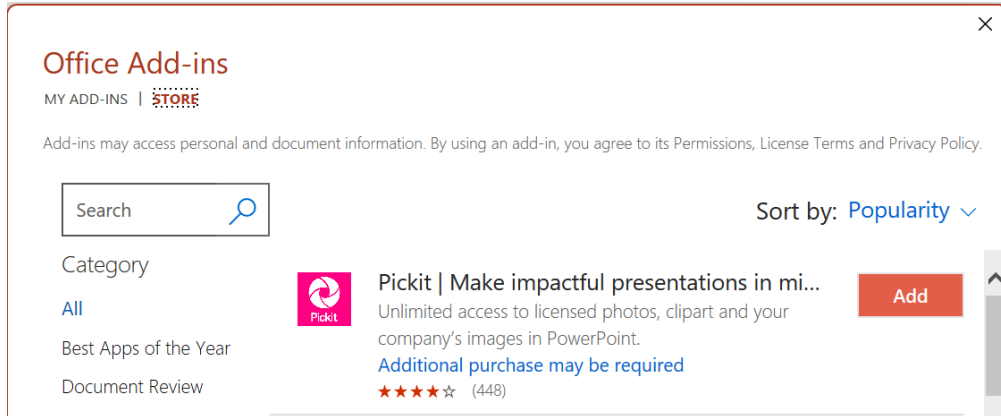 Office Add-ins
MY ADD-INS | STORE
Add-ins may access personal and document information. By using an add-in, you agree to its Permissions, License Terms and Privacy Policy.
Search
Sort by: Popularity
Category
All
Best Apps of the Year
Document Review
Pickit
Pickit | Make impactful presentations in mi...
Unlimited access to licensed photos, clipart and your
company's images in PowerPoint.
Additional purchase may be required
(448)
Add